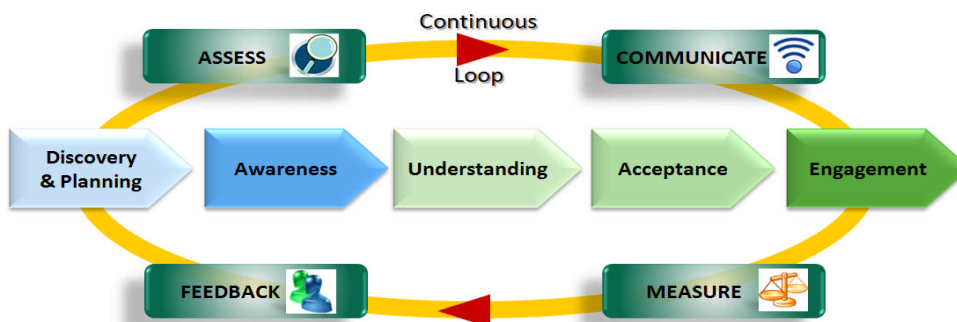 Continuous
Loop
ASSESS
COMMUNICATE
Discovery
& Planning
Awareness
Understanding
Acceptance
Engagement
FEEDBACK
MEASURE